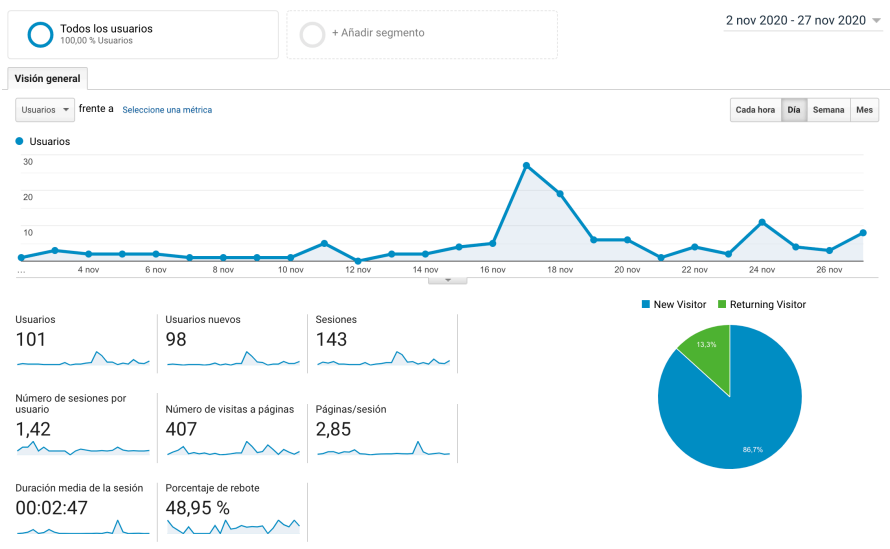 Todos los usuarios
100,00 % Usuarios
+ Añadir segmento
2 nov 2020 - 27 nov 2020
Visión general
Usuarios
frente a
Seleccione una métrica
Cada hora
Día
Semana
Mes
Usuarios
30
20
10
...
4 nov
6 nov
8 nov
10 nov
12 nov
14 nov
16 nov
18 nov
20 nov
22 nov
24 nov
26 nov
New Visitor
Returning Visitor
Usuarios
101
Usuarios nuevos
98
Sesiones
143
Número de sesiones por
usuario
1,42
Número de visitas a páginas
407
Páginas/sesión
2,85
Duración media de la sesión
00:02:47
Porcentaje de rebote
48,95 %
13.3%
86,7%